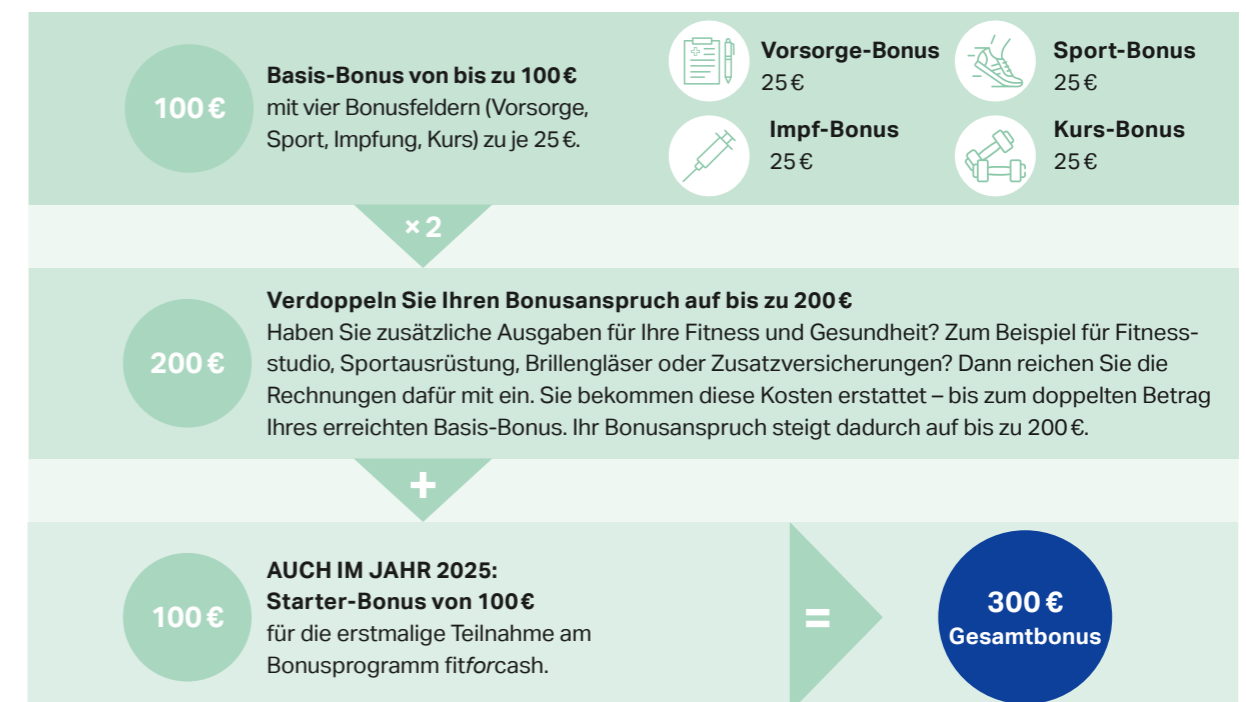 100 €
Basis-Bonus von bis zu 100 €
mit vier Bonusfeldern (Vorsorge,
Sport, Impfung, Kurs) zu je 25 €.
Vorsorge-Bonus
25 €
Sport-Bonus
25 €
Impf-Bonus
25 €
Kurs-Bonus
25 €
× 2
200 €
Verdoppeln Sie Ihren Bonusanspruch auf bis zu 200 €
Haben Sie zusätzliche Ausgaben für Ihre Fitness und Gesundheit? Zum Beispiel für Fitness-
studio, Sportausrüstung, Brillengläser oder Zusatzversicherungen? Dann reichen Sie die
Rechnungen dafür mit ein. Sie bekommen diese Kosten erstattet – bis zum doppelten Betrag
Ihres erreichten Basis-Bonus. Ihr Bonusanspruch steigt dadurch auf bis zu 200 €.
+
100 €
AUCH IM JAHR 2025:
Starter-Bonus von 100 €
für die erstmalige Teilnahme am
Bonusprogramm fitforcash.
=
300 €
Gesamtbonus